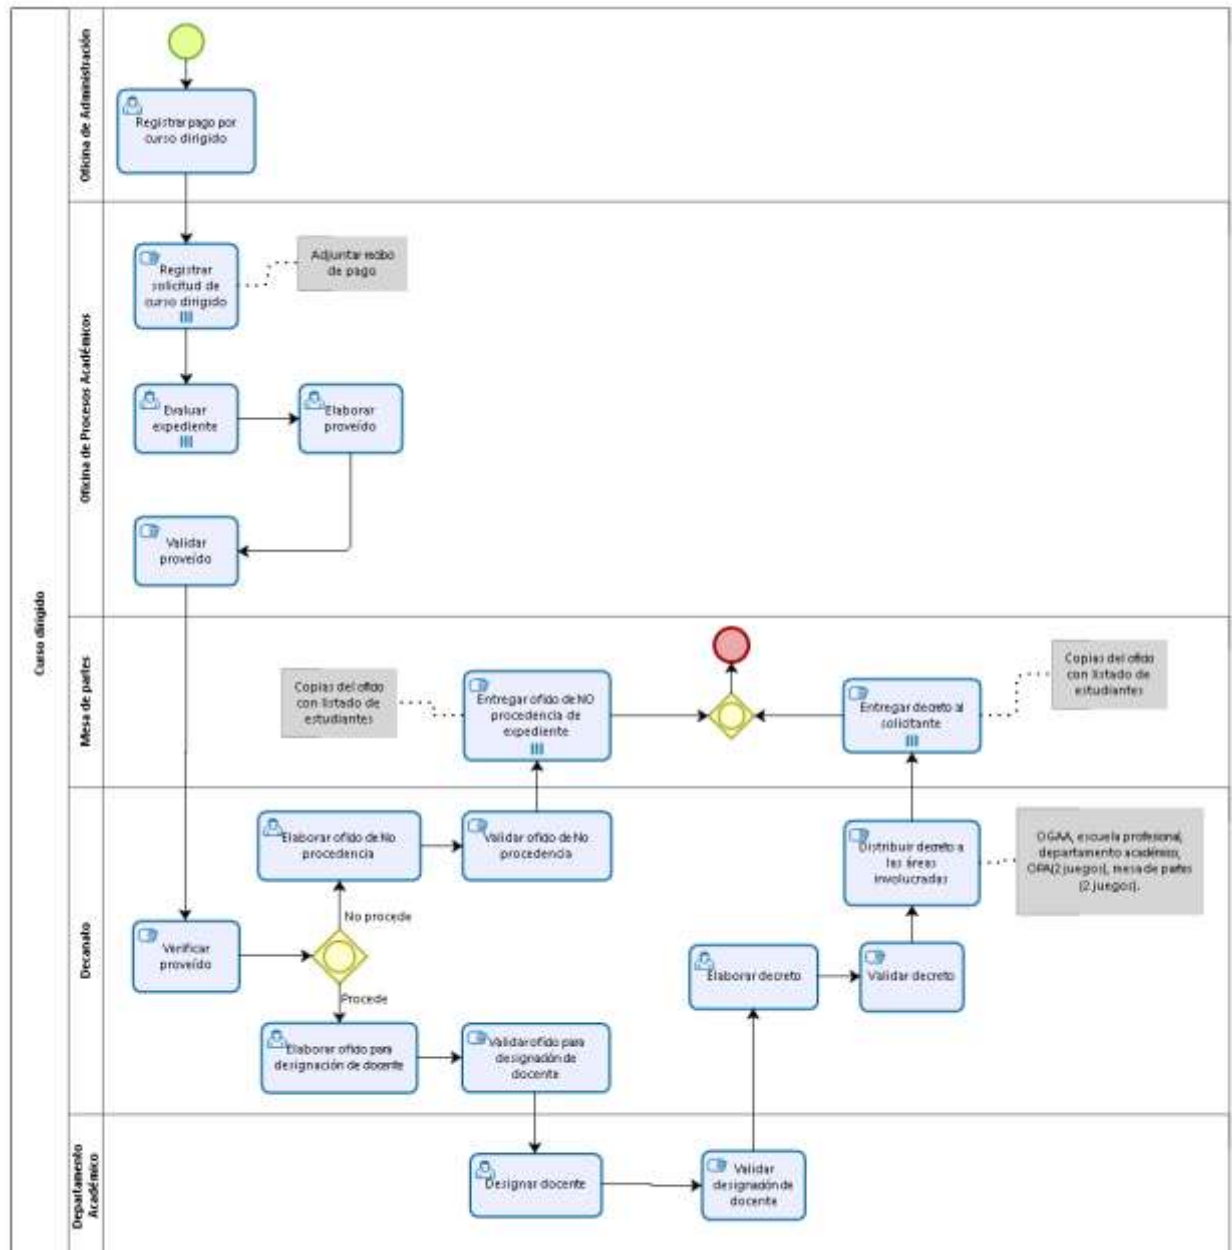 Curso dirigido
Oficina de Administración
Registrar pago por
curso dirigido
Oficina de Procesos Académicos
Registrar
solicitud de
curso dirigido
Adjuntar recibo
de pago
Evaluar
expediente
Elaborar
proveído
Validar
proveído
Mesa de partes
Copias del oficio
con listado de
estudiantes
Entregar oficio de NO
procedencia de
expediente
Entregar decreto al
solicitante
Copias del oficio
con listado de
estudiantes
Decanato
Elaborar oficio de No
procedencia
Validar oficio de No
procedencia
Distribuir decreto a
las áreas
involucradas
OGAA, escuela profesional,
departamento académico,
OPA(2 juegos), mesa de partes
(2 juegos).
No procede
Verificar
proveído
Procede
Elaborar decreto
Validar decreto
Elaborar oficio para
designación de docente
Validar oficio para
designación de
docente
Departamento
Académico
Designar docente
Validar
designación de
docente